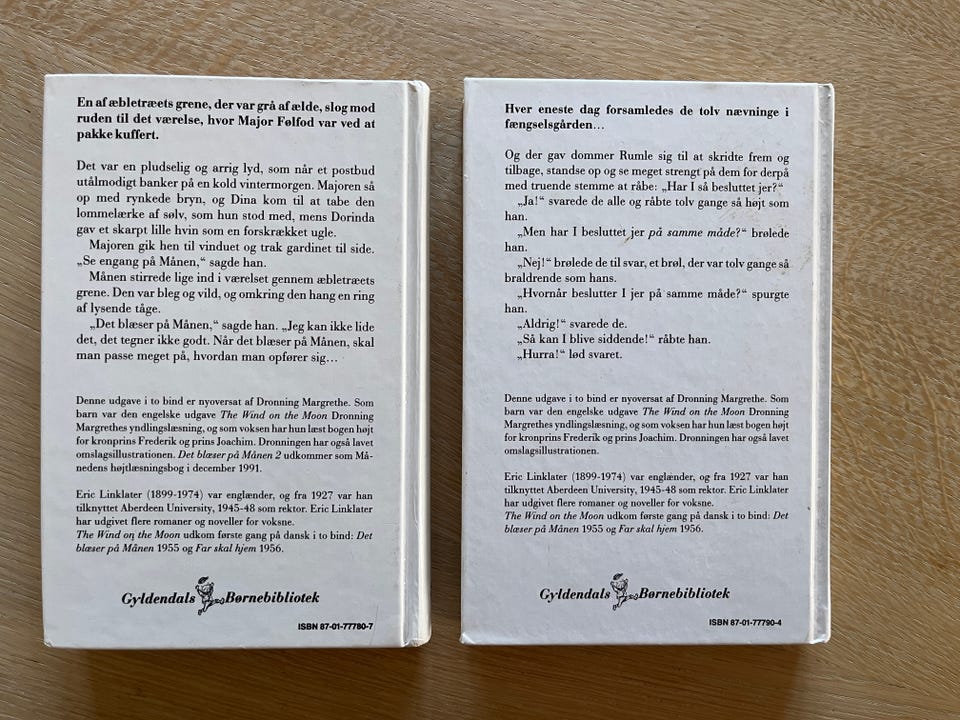 En af æbletræets grene, der var grå af ælde, slog mod
ruden til det værelse, hvor Major Følfod var ved at
pakke kuffert.
Det var en pludselig og arrig lyd, som når et postbud
utålmodigt banker på en kold vintermorgen. Majoren så
op med rynkede bryn, og Dina kom til at tabe den
lommelærke af sølv, som hun stod med, mens Dorinda
gav et skarpt lille hvin som en forskrækket ugle.
Majoren gik hen til vinduet og trak gardinet til side.
„Se engang på Månen,“ sagde han.
Månen stirrede lige ind i værelset gennem æbletræets
grene. Den var bleg og vild, og omkring den hang en ring
af lysende tåge.
„Det blæser på Månen,“ sagde han. „Jeg kan ikke lide
det, det tegner ikke godt. Når det blæser på Månen, skal
man passe meget på, hvordan man opfører sig...
Denne udgave i to bind er nyoversat af Dronning Margrethe. Som
barn var den engelske udgave The Wind on the Moon Dronning
Margrethes yndlingslæsning, og som voksen har hun læst bogen højt
for kronprins Frederik og prins Joachim. Dronningen har også lavet
omslagsillustrationen. Det blæser på Månen 2 udkommer som Må-
nedens højtlæsningsbog i december 1991.
Eric Linklater (1899-1974) var englænder, og fra 1927 var han
tilknyttet Aberdeen University, 1945-48 som rektor. Eric Linklater
har udgivet flere romaner og noveller for voksne.
The Wind on the Moon udkom første gang på dansk i to bind: Det
blæser på Månen 1955 og Far skal hjem 1956.
Gyldendals Børnebibliotek
ISBN 87-01-77780-7
Hver eneste dag forsamledes de tolv nævninge i
fængselsgården...
Og der gav dommer Rumle sig til at skridte frem og
tilbage, standse op og se meget strengt på dem for derpå
med truende stemme at råbe: „Har I så besluttet jer?“
„Ja!“ svarede de alle og råbte tolv gange så højt som
han.
„Men har I besluttet jer på samme måde?“ brølede
han.
„Nej!“ brølede de til svar, et brøl, der var tolv gange så
braldrende som hans.
„Hvornår beslutter I jer på samme måde?“ spurgte
han.
„Aldrig!“ svarede de.
„Så kan I blive siddende!“ råbte han.
„Hurra!“ lød svaret.
Denne udgave i to bind er nyoversat af Dronning Margrethe. Som
barn var den engelske udgave The Wind on the Moon Dronning
Margrethes yndlingslæsning, og som voksen har hun læst bogen højt
for kronprins Frederik og prins Joachim. Dronningen har også lavet
omslagsillustrationen.
Eric Linklater (1899-1974) var englænder, og fra 1927 var han
tilknyttet Aberdeen University, 1945-48 som rektor. Eric Linklater
har udgivet flere romaner og noveller for voksne.
The Wind on the Moon udkom første gang på dansk i to bind: Det
blæser på Månen 1955 og Far skal hjem 1956.
Gyldendals Børnebibliotek
ISBN 87-01-77790-4